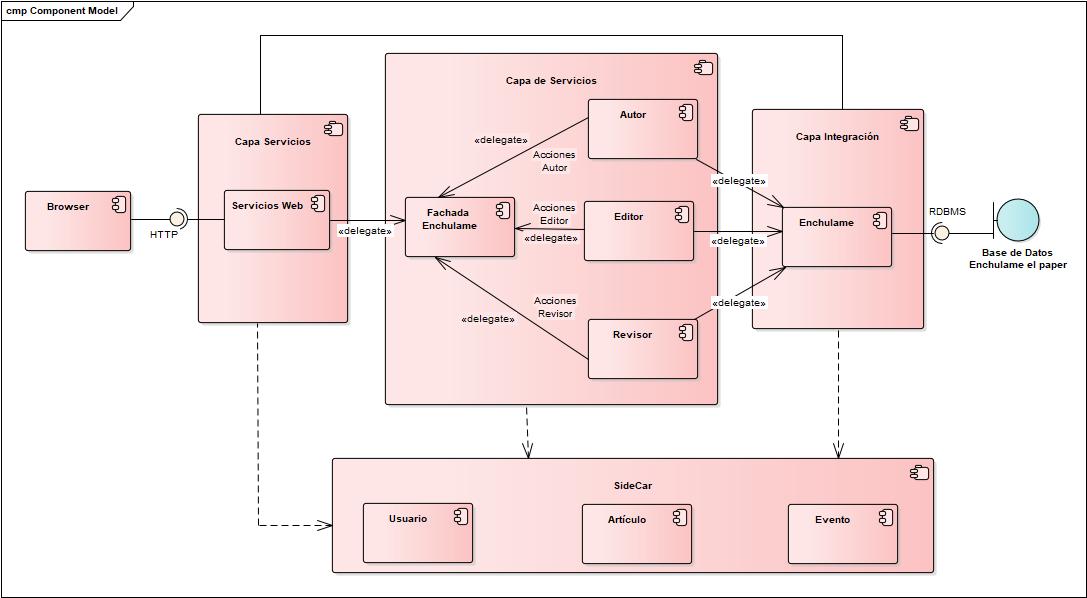 cmp Component Model
Capa de Servicios
Autor
«delegate»
Acciones
Autor
Capa Servicios
Capa Integración
«delegate»
Browser
HTTP
Servicios Web
«delegate»
Fachada
Enchulame
Acciones
Editor
«delegate»
Editor
«delegate»
Enchulame
RDBMS
Base de Datos
Enchulame el paper
Acciones
Revisor
«delegate»
«delegate»
Revisor
SideCar
Usuario
Artículo
Evento